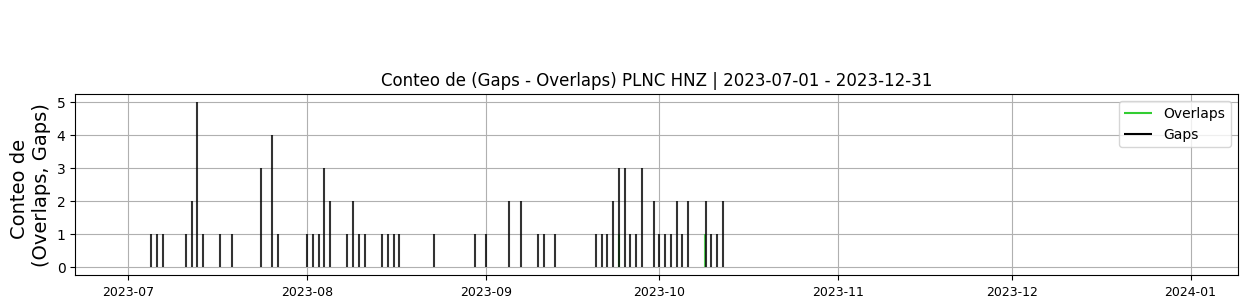 Conteo de (Gaps - Overlaps) PLNC HNZ | 2023-07-01 - 2023-12-31
Conteo de
(Overlaps, Gaps)
5
4
3
2
1
0
Overlaps
Gaps
2023-07
2023-08
2023-09
2023-10
2023-11
2023-12
2024-01